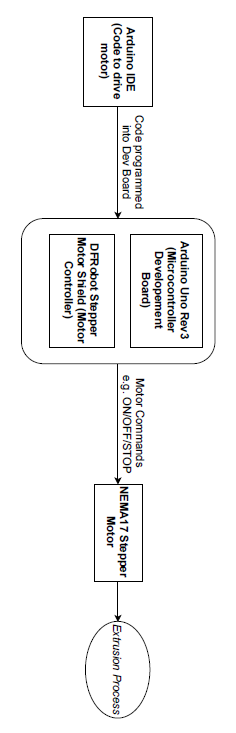 Arduino IDE
(Code to drive
motor)
Code programmed
into Dev Board
Arduino Uno Rev3
(Microcontroller
Developement
Board)
DFRobot Stepper
Motor Shield (Motor
Controller)
Motor Commands
e.g. ON/OFF/STOP
NEMA17 Stepper
Motor
Extrusion Process